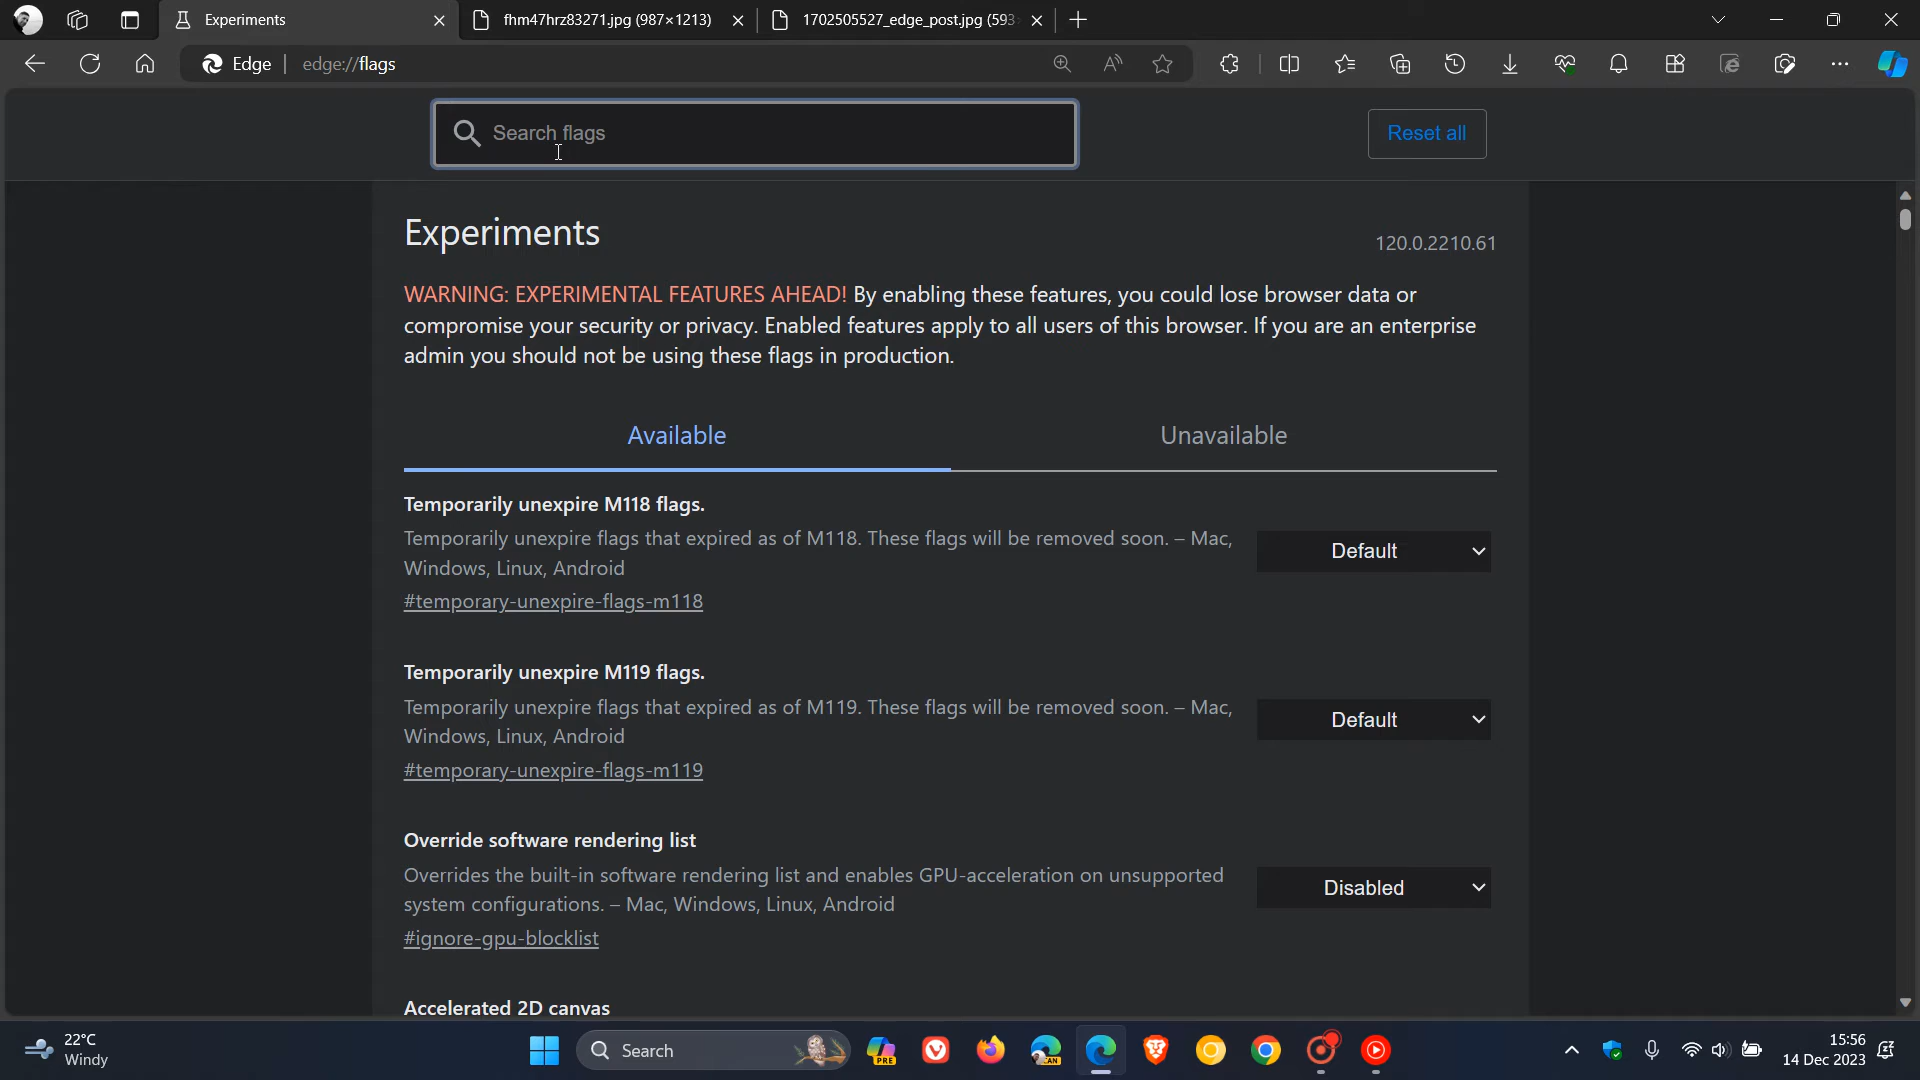 Experiments
fhm47hrz83271.jpg (987×1213)
1702505527_edge_post.jpg (593
Edge
edge://flags
Search flags
Reset all
Experiments
120.0.2210.61
WARNING: EXPERIMENTAL FEATURES AHEAD! By enabling these features, you could lose browser data or
compromise your security or privacy. Enabled features apply to all users of this browser. If you are an enterprise
admin you should not be using these flags in production.
Available
Unavailable
Temporarily unexpire M118 flags.
Temporarily unexpire flags that expired as of M118. These flags will be removed soon. – Mac,
Windows, Linux, Android
#temporary-unexpire-flags-m118
Default
Temporarily unexpire M119 flags.
Temporarily unexpire flags that expired as of M119. These flags will be removed soon. – Mac,
Windows, Linux, Android
#temporary-unexpire-flags-m119
Default
Override software rendering list
Overrides the built-in software rendering list and enables GPU-acceleration on unsupported
system configurations. – Mac, Windows, Linux, Android
#ignore-gpu-blocklist
Disabled
Accelerated 2D canvas
22°C
Windy
Search
PRE
CAN
15:56
14 Dec 2023